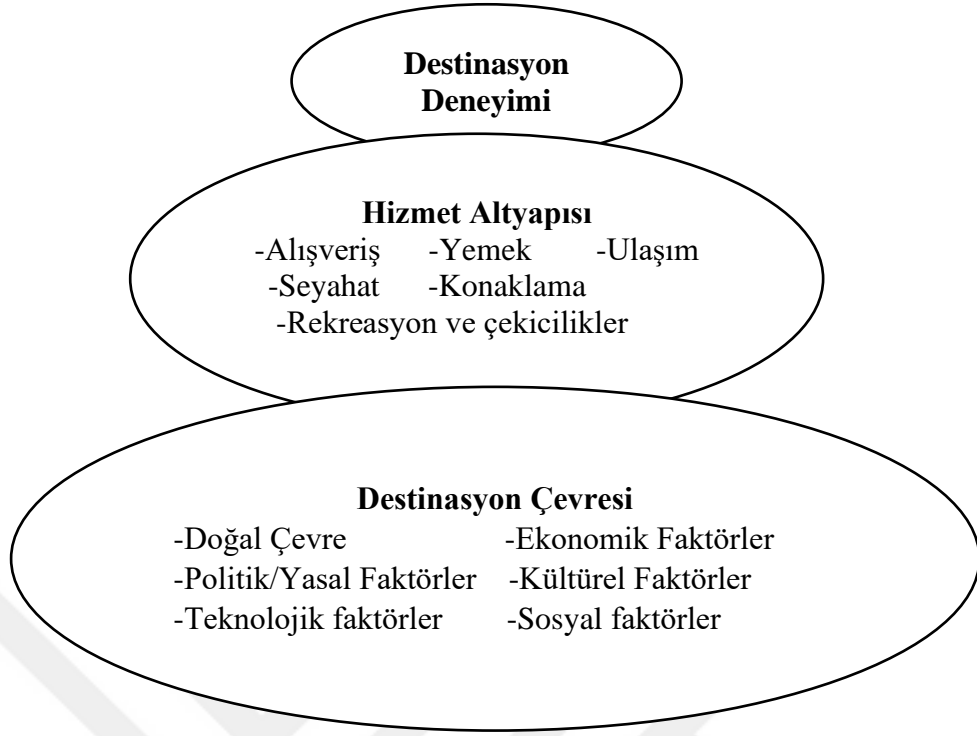 Destinasyon
Deneyimi
Hizmet Altyapısı
-Alışveriş -Yemek -Ulaşım
-Seyahat -Konaklama
-Rekreasyon ve çekicilikler
Destinasyon Çevresi
-Doğal Çevre -Ekonomik Faktörler
-Politik/Yasal Faktörler -Kültürel Faktörler
-Teknolojik faktörler -Sosyal faktörler